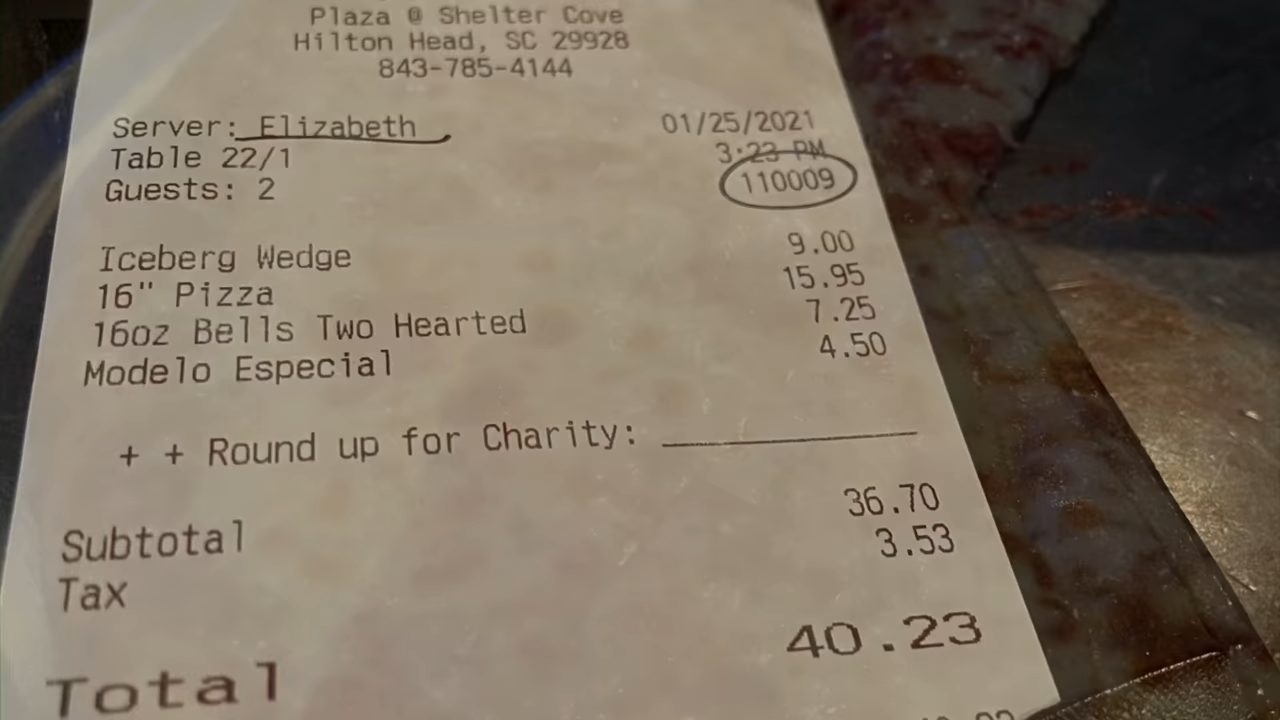 Plaza @ Shelter Cove
Hilton Head, SC 29928
843-785-4144
Server: Elizabeth 01/25/2021
Table 22/1 3:23 PM
Guests: 2 110009
Iceberg Wedge 9.00
16" Pizza 15.95
16oz Bells Two Hearted 7.25
Modelo Especial 4.50
+ + Round up for Charity:
Subtotal 36.70
Tax 3.53
Total 40.23